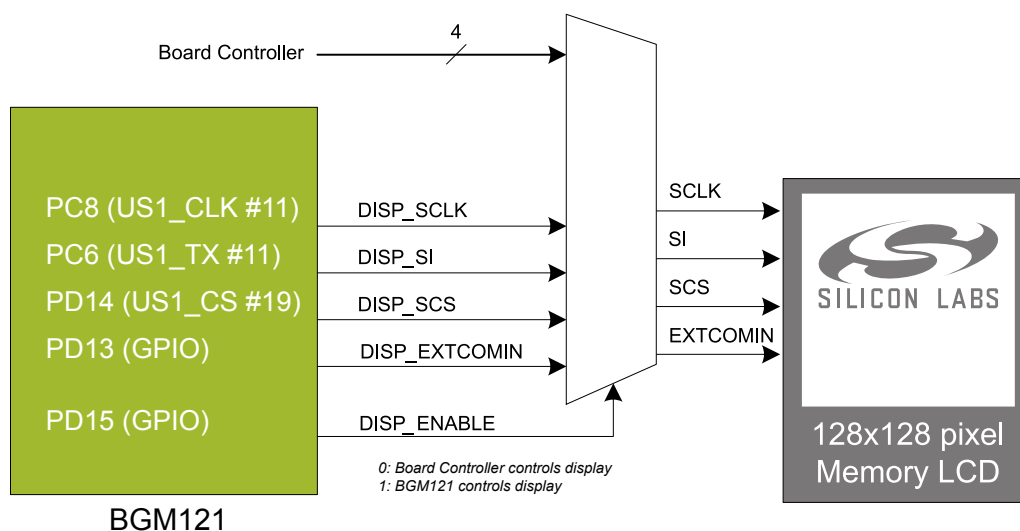 Board Controller
4
PC8 (US1_CLK #11)
PC6 (US1_TX #11)
PD14 (US1_CS #19)
PD13 (GPIO)
PD15 (GPIO)
BGM121
DISP_SCLK
DISP_SI
DISP_SCS
DISP_EXTCOMIN
DISP_ENABLE
0: Board Controller controls display
1: BGM121 controls display
SCLK
SI
SCS
EXTCOMIN
SILICON LABS
128x128 pixel
Memory LCD